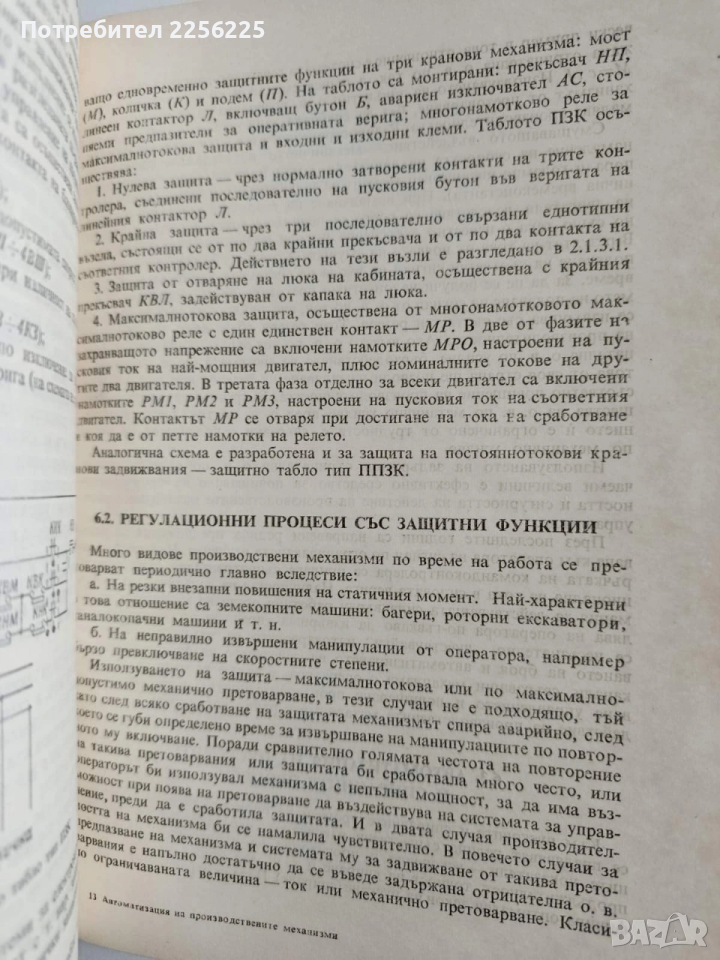 Продавач 2256225
ващо едновременно защитните функции на три кранови механизма: мост
(М), количка (К) и подем (П). На таблото са монтирани: прекъсвач НП,
линеен контактор Л, включващ бутон Б, авариен изключвател АС, сто-
пяеми предпазители за оперативната верига; многонамотково реле за
максималнотокова защита и входни и изходни клеми. Таблото ПЗК осъ-
ществява:
1. Нулева защита — чрез нормално затворени контакти на трите кон-
тролера, съединени последователно на пусковия бутон във веригата на
линейния контактор Л.
2. Крайна защита — чрез три последователно свързани еднотипни
възела, състоящи се от по два крайни прекъсвача и от по два контакта на
съответния контролер. Действието на тези възли е разгледано в 2.1.3.1.
3. Защита от отваряне на люка на кабината, осъществена с крайния
прекъсвач КВЛ, задействуван от капака на люка.
4. Максималнотокова защита, осъществена от многонамотковото мак-
сималнотоково реле с един единствен контакт — МР. В две от фазите на
захранващото напрежение са включени намотките МРО, настроени на пу-
сковия ток на най-мощния двигател, плюс номиналните токове на дру-
гите два двигателя. В третата фаза отделно за всеки двигател са включени
намотките РМ1, РМ2 и РМ3, настроени на пусковия ток на съответния
двигател. Контактът МР се отваря при достигане на тока на сработване
в коя да е от петте намотки на релето.
Аналогична схема е разработена и за защита на постояннотокови кра-
нови задвижвания — защитно табло тип ППЗК.
6.2. РЕГУЛАЦИОННИ ПРОЦЕСИ СЪС ЗАЩИТНИ ФУНКЦИИ
Много видове производствени механизми по време на работа се пре-
товарват периодично главно вследствие:
а. На резки внезапни повишения на статичния момент. Най-характерни
в това отношение са земекопните машини: багери, роторни екскаватори,
каналокопачни машини и т. н.
б. На неправилно извършени манипулации от оператора, например
бързо превключване на скоростните степени.
Използуването на защита — максималнотокова или по максимално-
допустимо механично претоварване, в тези случаи не е подходящо, тъй
като след всяко сработване на защитата механизмът спира аварийно, след
което се губи определено време за извършване на манипулациите по повтор-
ното му включване. Поради сравнително голямата честота на повторение
на такива претоварвания или защитата би сработвала много често, или
операторът би използувал механизма с непълна мощност, за да има въз-
можност при поява на претоварване да въздействува на системата за управ-
ление, преди да е сработила защитата. И в двата случая производител-
ността на механизма би се намалила чувствително. В повечето случаи за
предпазване на механизма и системата му за задвижване от такива прето-
варвания е напълно достатъчно да се въведе задържана отрицателна о. в.
по ограничаваната величина — ток или механично претоварване. Класи-
13 Автоматизация на производствените механизми
bazar.bg